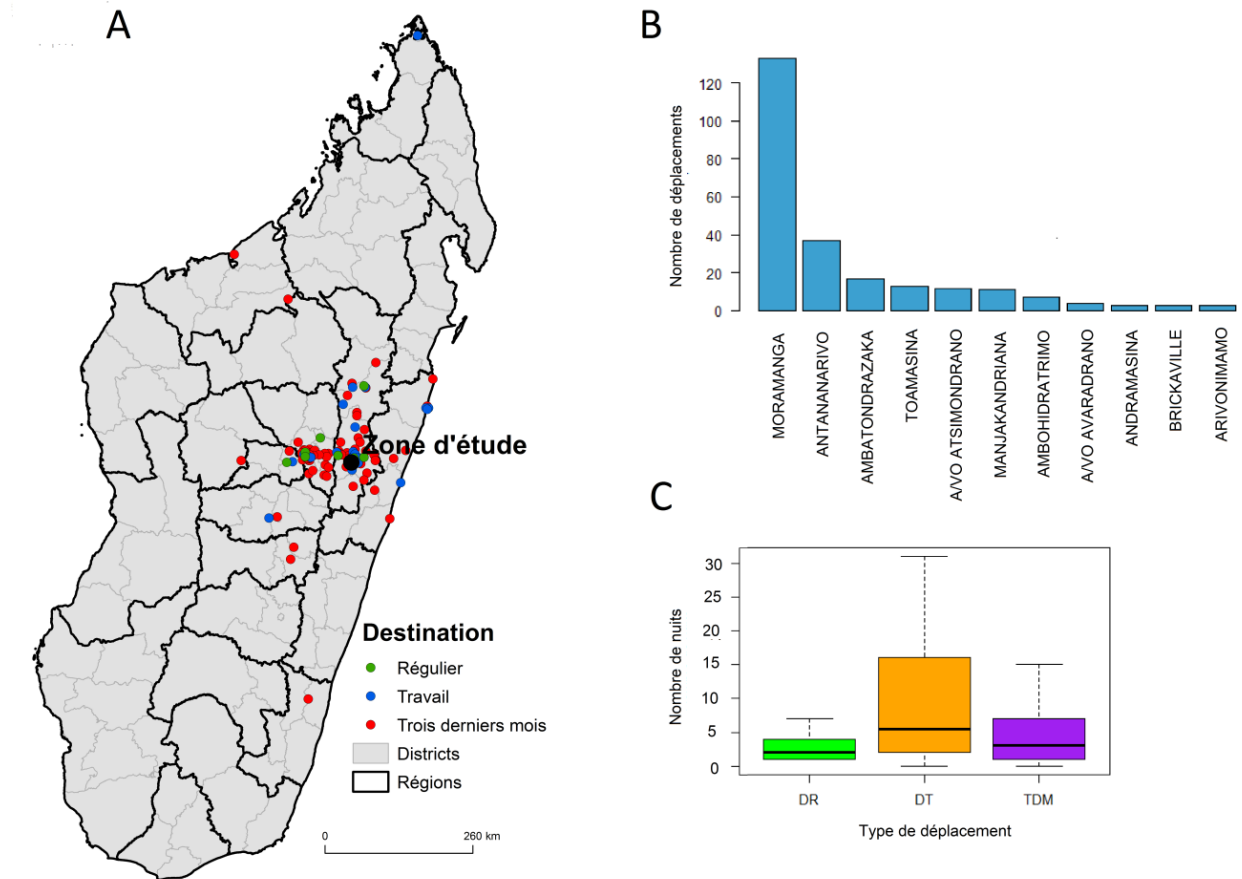 A
Zone d'étude
Destination
Régulier
Travail
Trois derniers mois
Districts
Régions
0 260 km
B
Nombre de déplacements
120
100
80
60
40
20
0
MORAMANGA
ANTANANARIVO
AMBATONDRAZAKA
TOAMASINA
A/VO ATSIMONDRANO
MANJAKANDRIANA
AMBOHIDRATRIMO
A/VO AVARADRANO
ANDRAMASINA
BRICKAVILLE
ARIVONIMAMO
C
Nombre de nuits
30
25
20
15
10
5
0
DR DT TDM
Type de déplacement